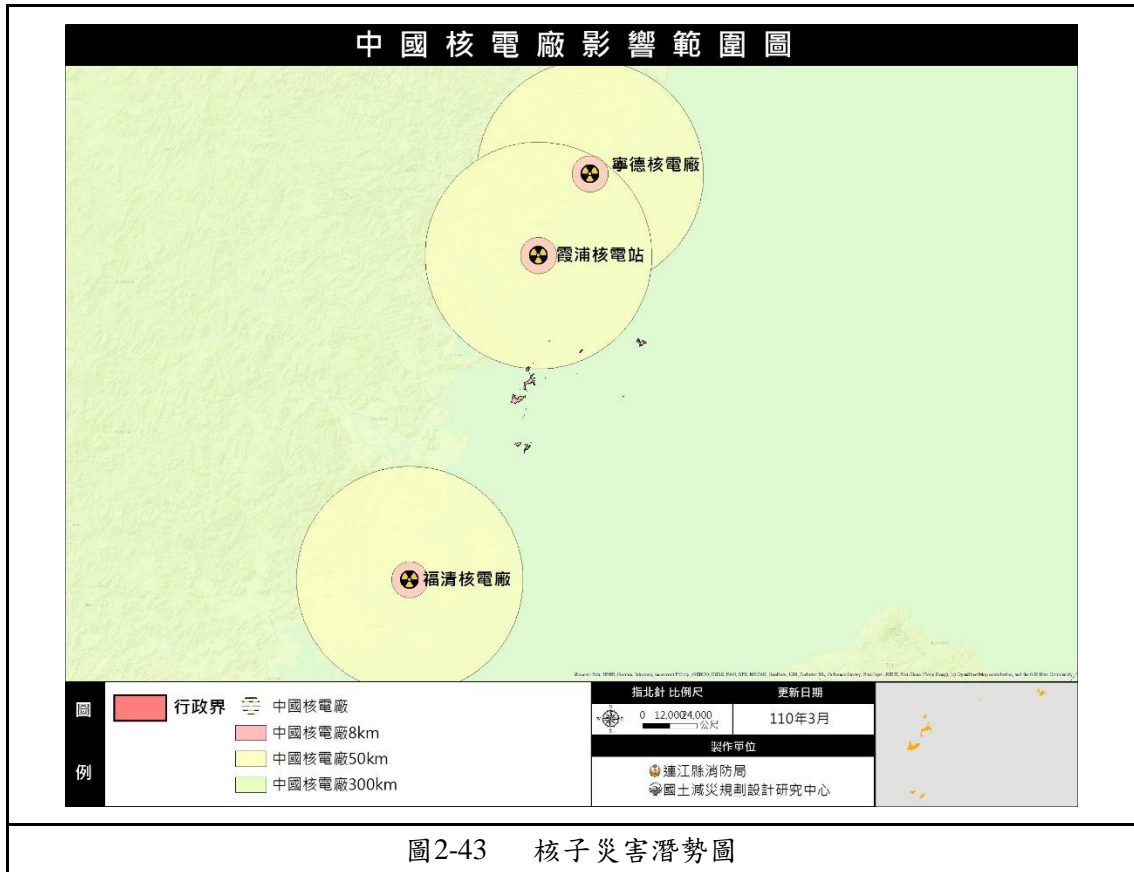 中國核電廠影響範圍圖
寧德核電廠
霞浦核電站
福清核電廠
圖例
行政界
中國核電廠
中國核電廠8km
中國核電廠50km
中國核電廠300km
指北針 比例尺
更新日期
0 12,00024,000
公尺
110年3月
製作單位
連江縣消防局
國土減災規劃設計研究中心
圖2-43 核子災害潛勢圖